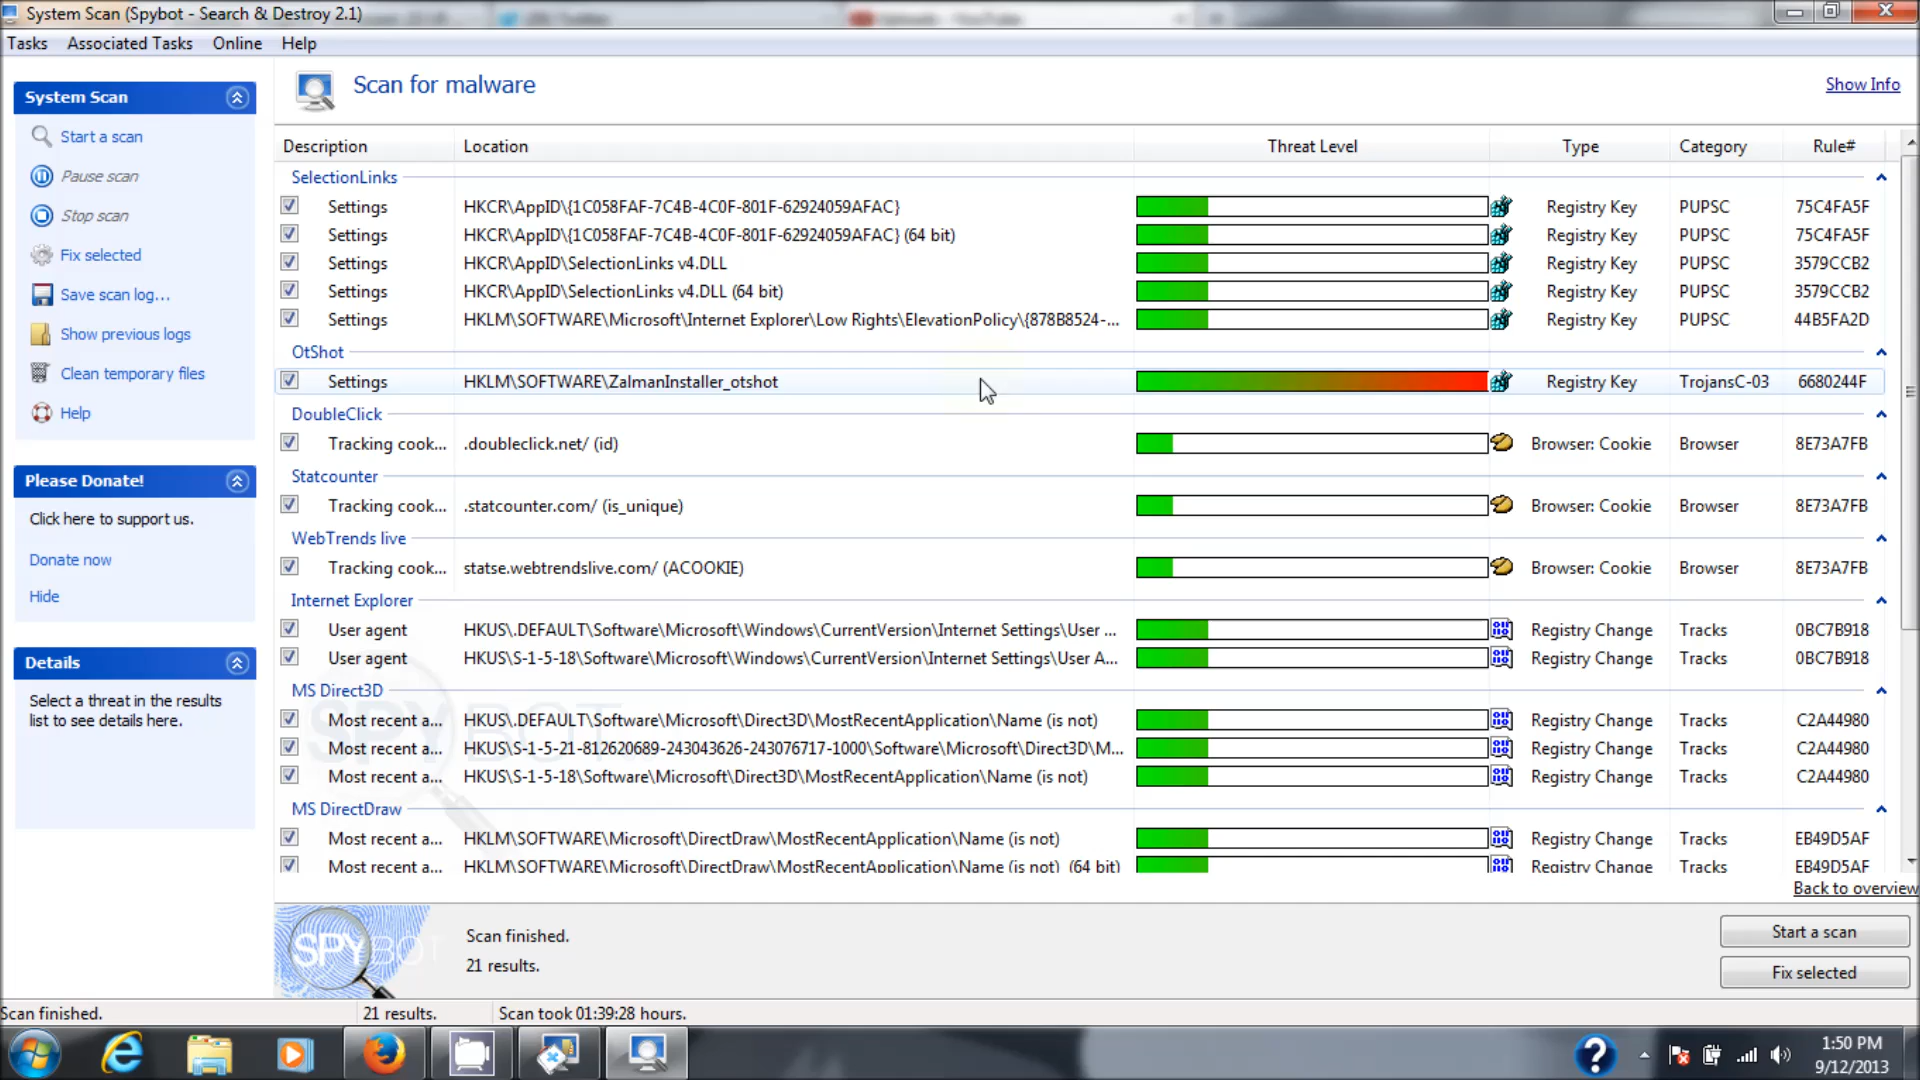 System Scan (Spybot - Search & Destroy 2.1)
Tasks Associated Tasks Online Help
System Scan
Start a scan
Pause scan
Stop scan
Fix selected
Save scan log...
Show previous logs
Clean temporary files
Help
Please Donate!
Click here to support us.
Donate now
Hide
Details
Select a threat in the results
list to see details here.
Scan for malware
Show Info
Description Location Threat Level Type Category Rule#
SelectionLinks
Settings HKCR\AppID\{1C058FAF-7C4B-4C0F-801F-62924059AFAC} Registry Key PUPSC 75C4FA5F
Settings HKCR\AppID\{1C058FAF-7C4B-4C0F-801F-62924059AFAC} (64 bit) Registry Key PUPSC 75C4FA5F
Settings HKCR\AppID\SelectionLinks v4.DLL Registry Key PUPSC 3579CCB2
Settings HKCR\AppID\SelectionLinks v4.DLL (64 bit) Registry Key PUPSC 3579CCB2
Settings HKLM\SOFTWARE\Microsoft\Internet Explorer\Low Rights\ElevationPolicy\{878B8524-... Registry Key PUPSC 44B5FA2D
OtShot
Settings HKLM\SOFTWARE\ZalmanInstaller_otshot Registry Key TrojansC-03 6680244F
DoubleClick
Tracking cook... .doubleclick.net/ (id) Browser: Cookie Browser 8E73A7FB
Statcounter
Tracking cook... .statcounter.com/ (is_unique) Browser: Cookie Browser 8E73A7FB
WebTrends live
Tracking cook... statse.webtrendslive.com/ (ACOOKIE) Browser: Cookie Browser 8E73A7FB
Internet Explorer
User agent HKUS\.DEFAULT\Software\Microsoft\Windows\CurrentVersion\Internet Settings\User ... Registry Change Tracks 0BC7B918
User agent HKUS\S-1-5-18\Software\Microsoft\Windows\CurrentVersion\Internet Settings\User A... Registry Change Tracks 0BC7B918
MS Direct3D
Most recent a... HKUS\.DEFAULT\Software\Microsoft\Direct3D\MostRecentApplication\Name (is not) Registry Change Tracks C2A44980
Most recent a... HKUS\S-1-5-21-812620689-243043626-243076717-1000\Software\Microsoft\Direct3D\M... Registry Change Tracks C2A44980
Most recent a... HKUS\S-1-5-18\Software\Microsoft\Direct3D\MostRecentApplication\Name (is not) Registry Change Tracks C2A44980
MS DirectDraw
Most recent a... HKLM\SOFTWARE\Microsoft\DirectDraw\MostRecentApplication\Name (is not) Registry Change Tracks EB49D5AF
Most recent a... HKLM\SOFTWARE\Microsoft\DirectDraw\MostRecentApplication\Name (is not) (64 bit) Registry Change Tracks EB49D5AF
SPYBOT
Back to overview
SPYBOT
Scan finished.
21 results.
Start a scan
Fix selected
Scan finished. 21 results. Scan took 01:39:28 hours.
1:50 PM
9/12/2013